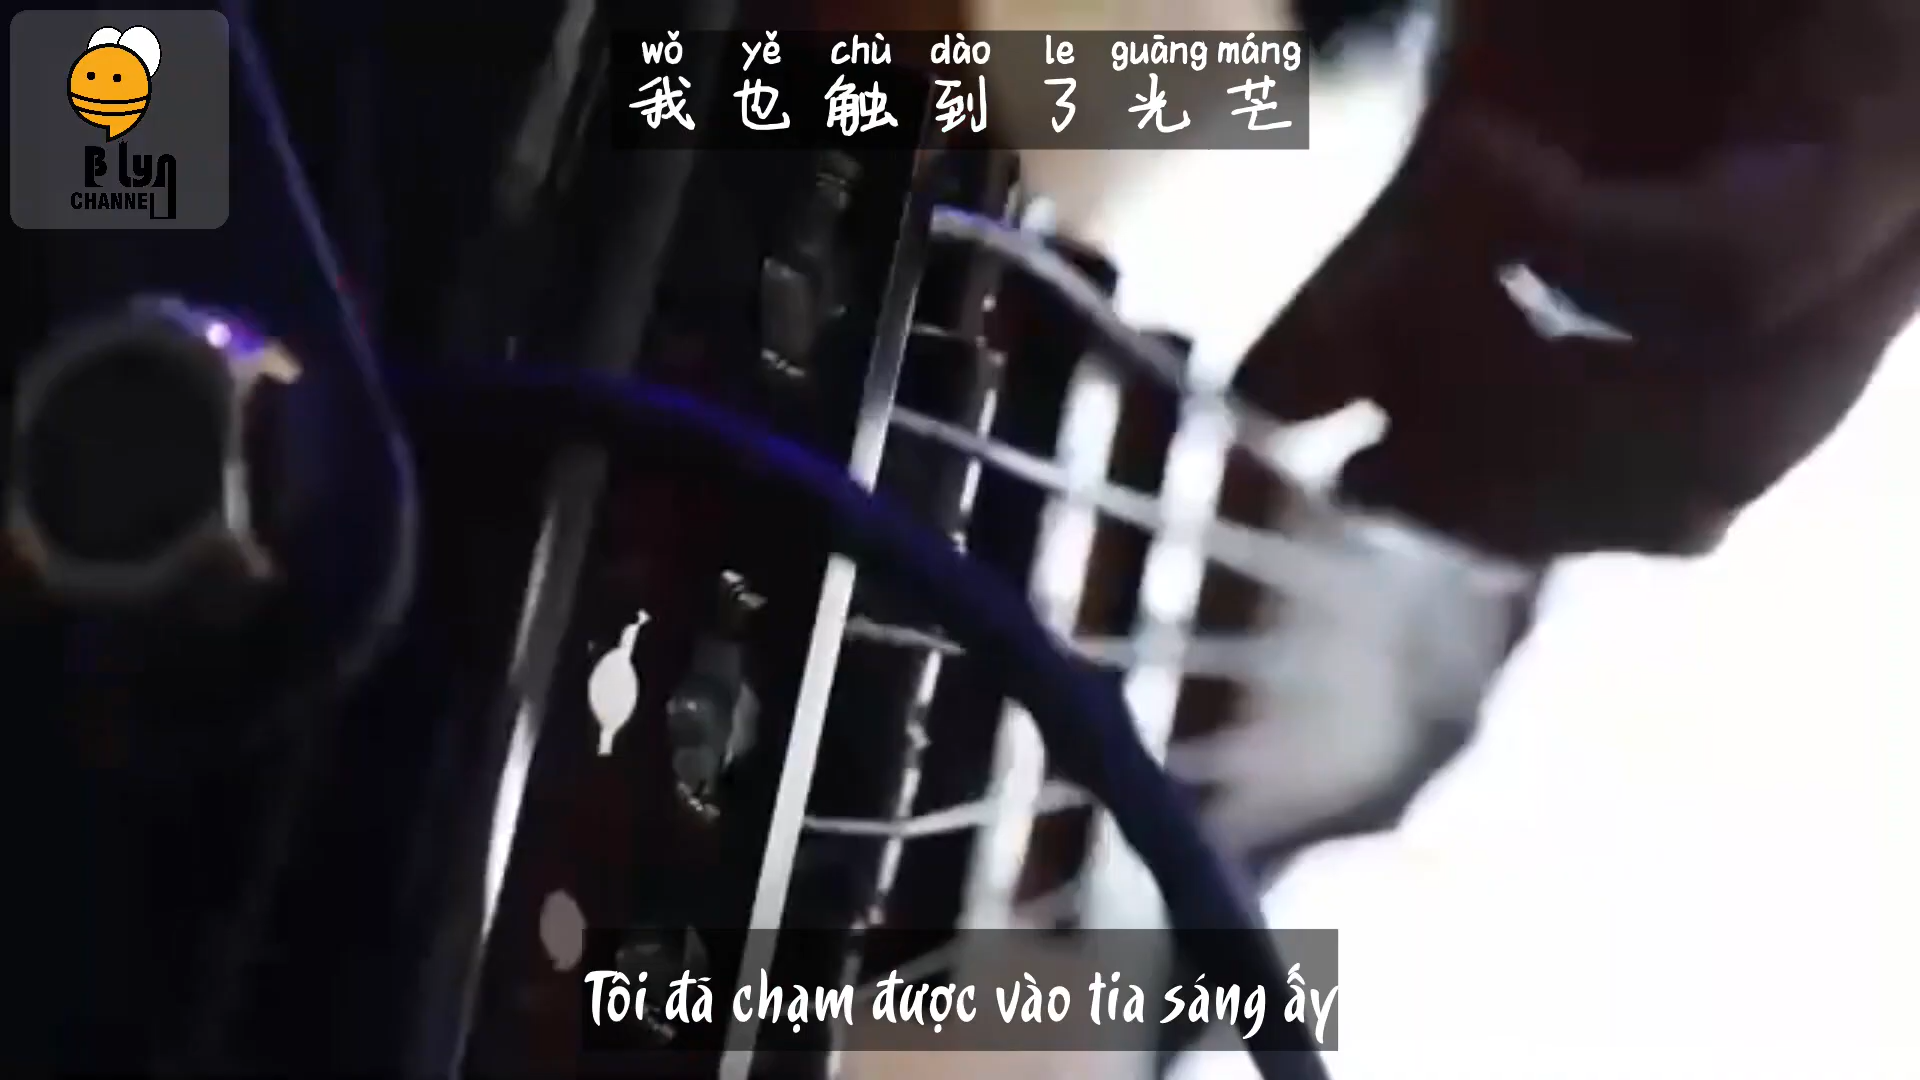 B Lyn
CHANNEL
wǒ yě chù dào le guāng máng
我 也 触 到 了 光 芒
Tôi đã chạm được vào tia sáng ấy